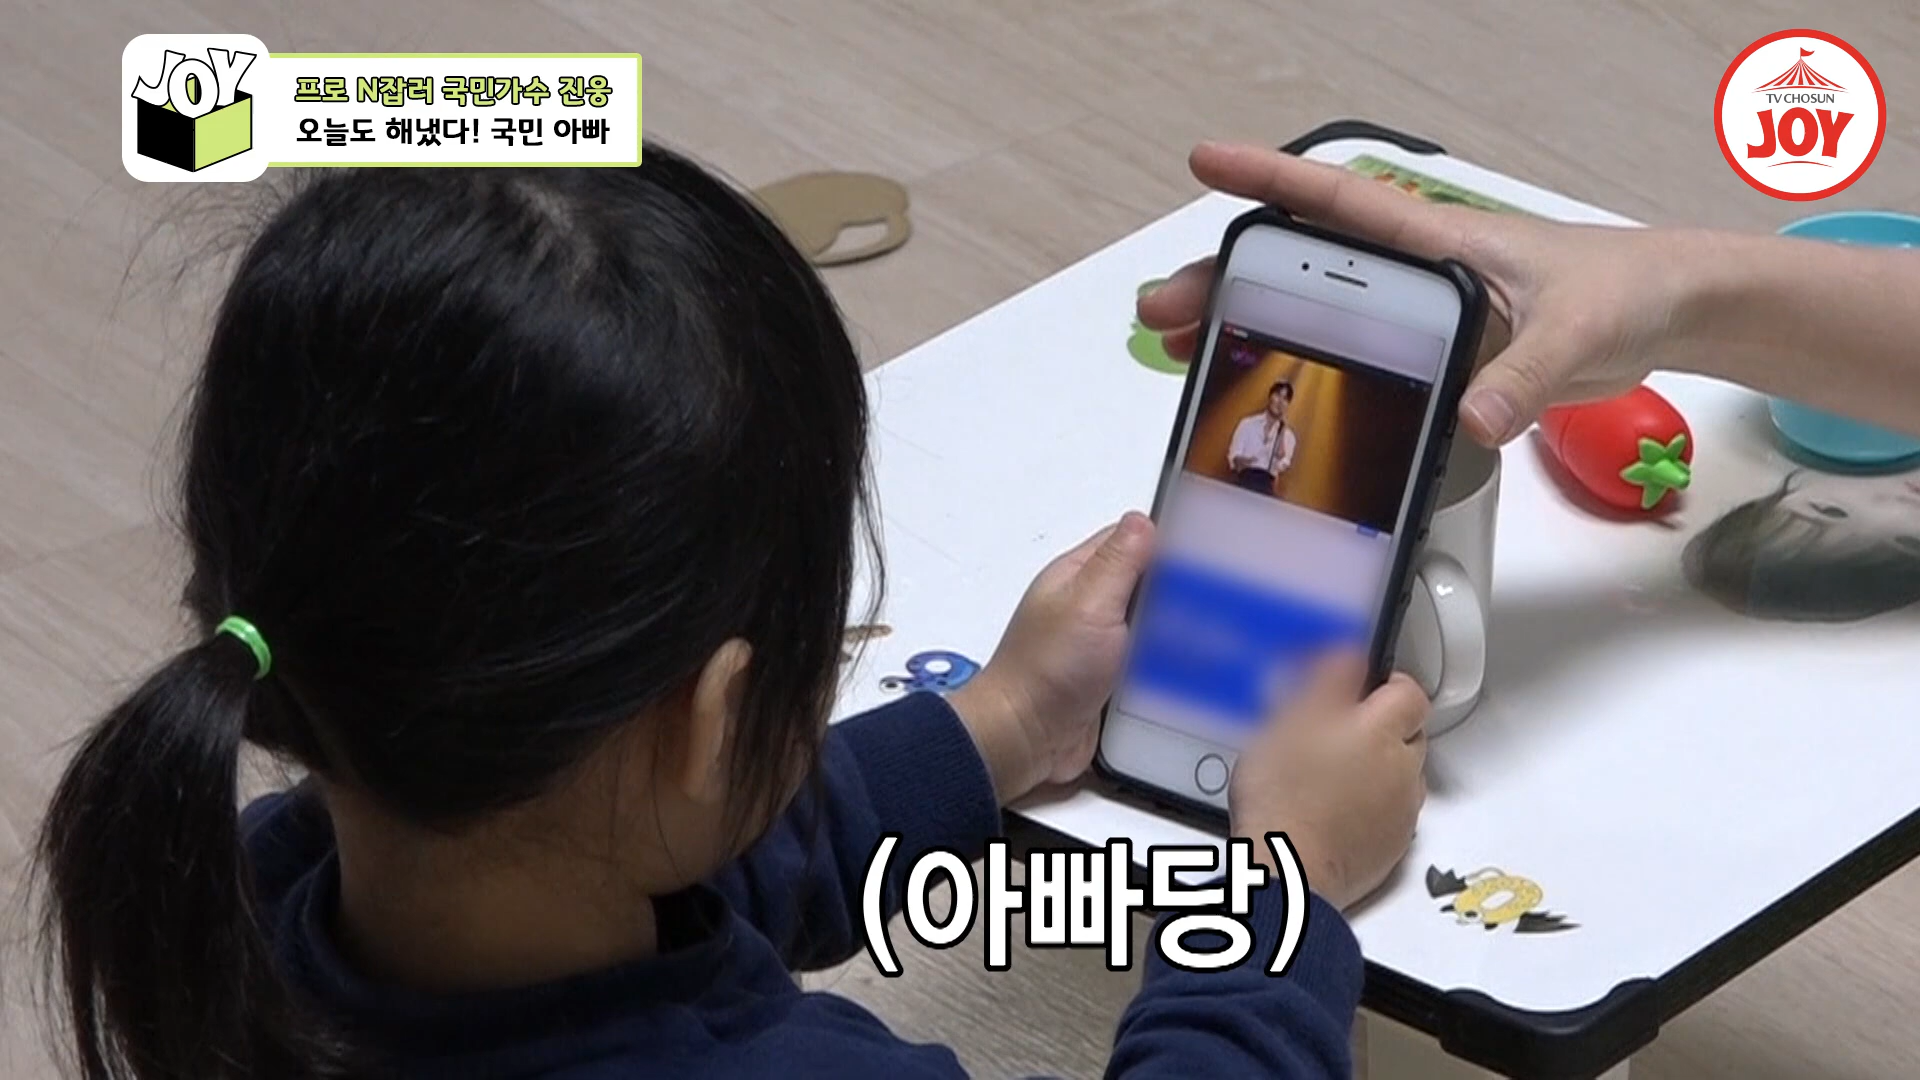 JOY
프로 N잡러 국민가수 진웅
오늘도 해냈다! 국민 아빠
TV CHOSUN
JOY
(아빠당)